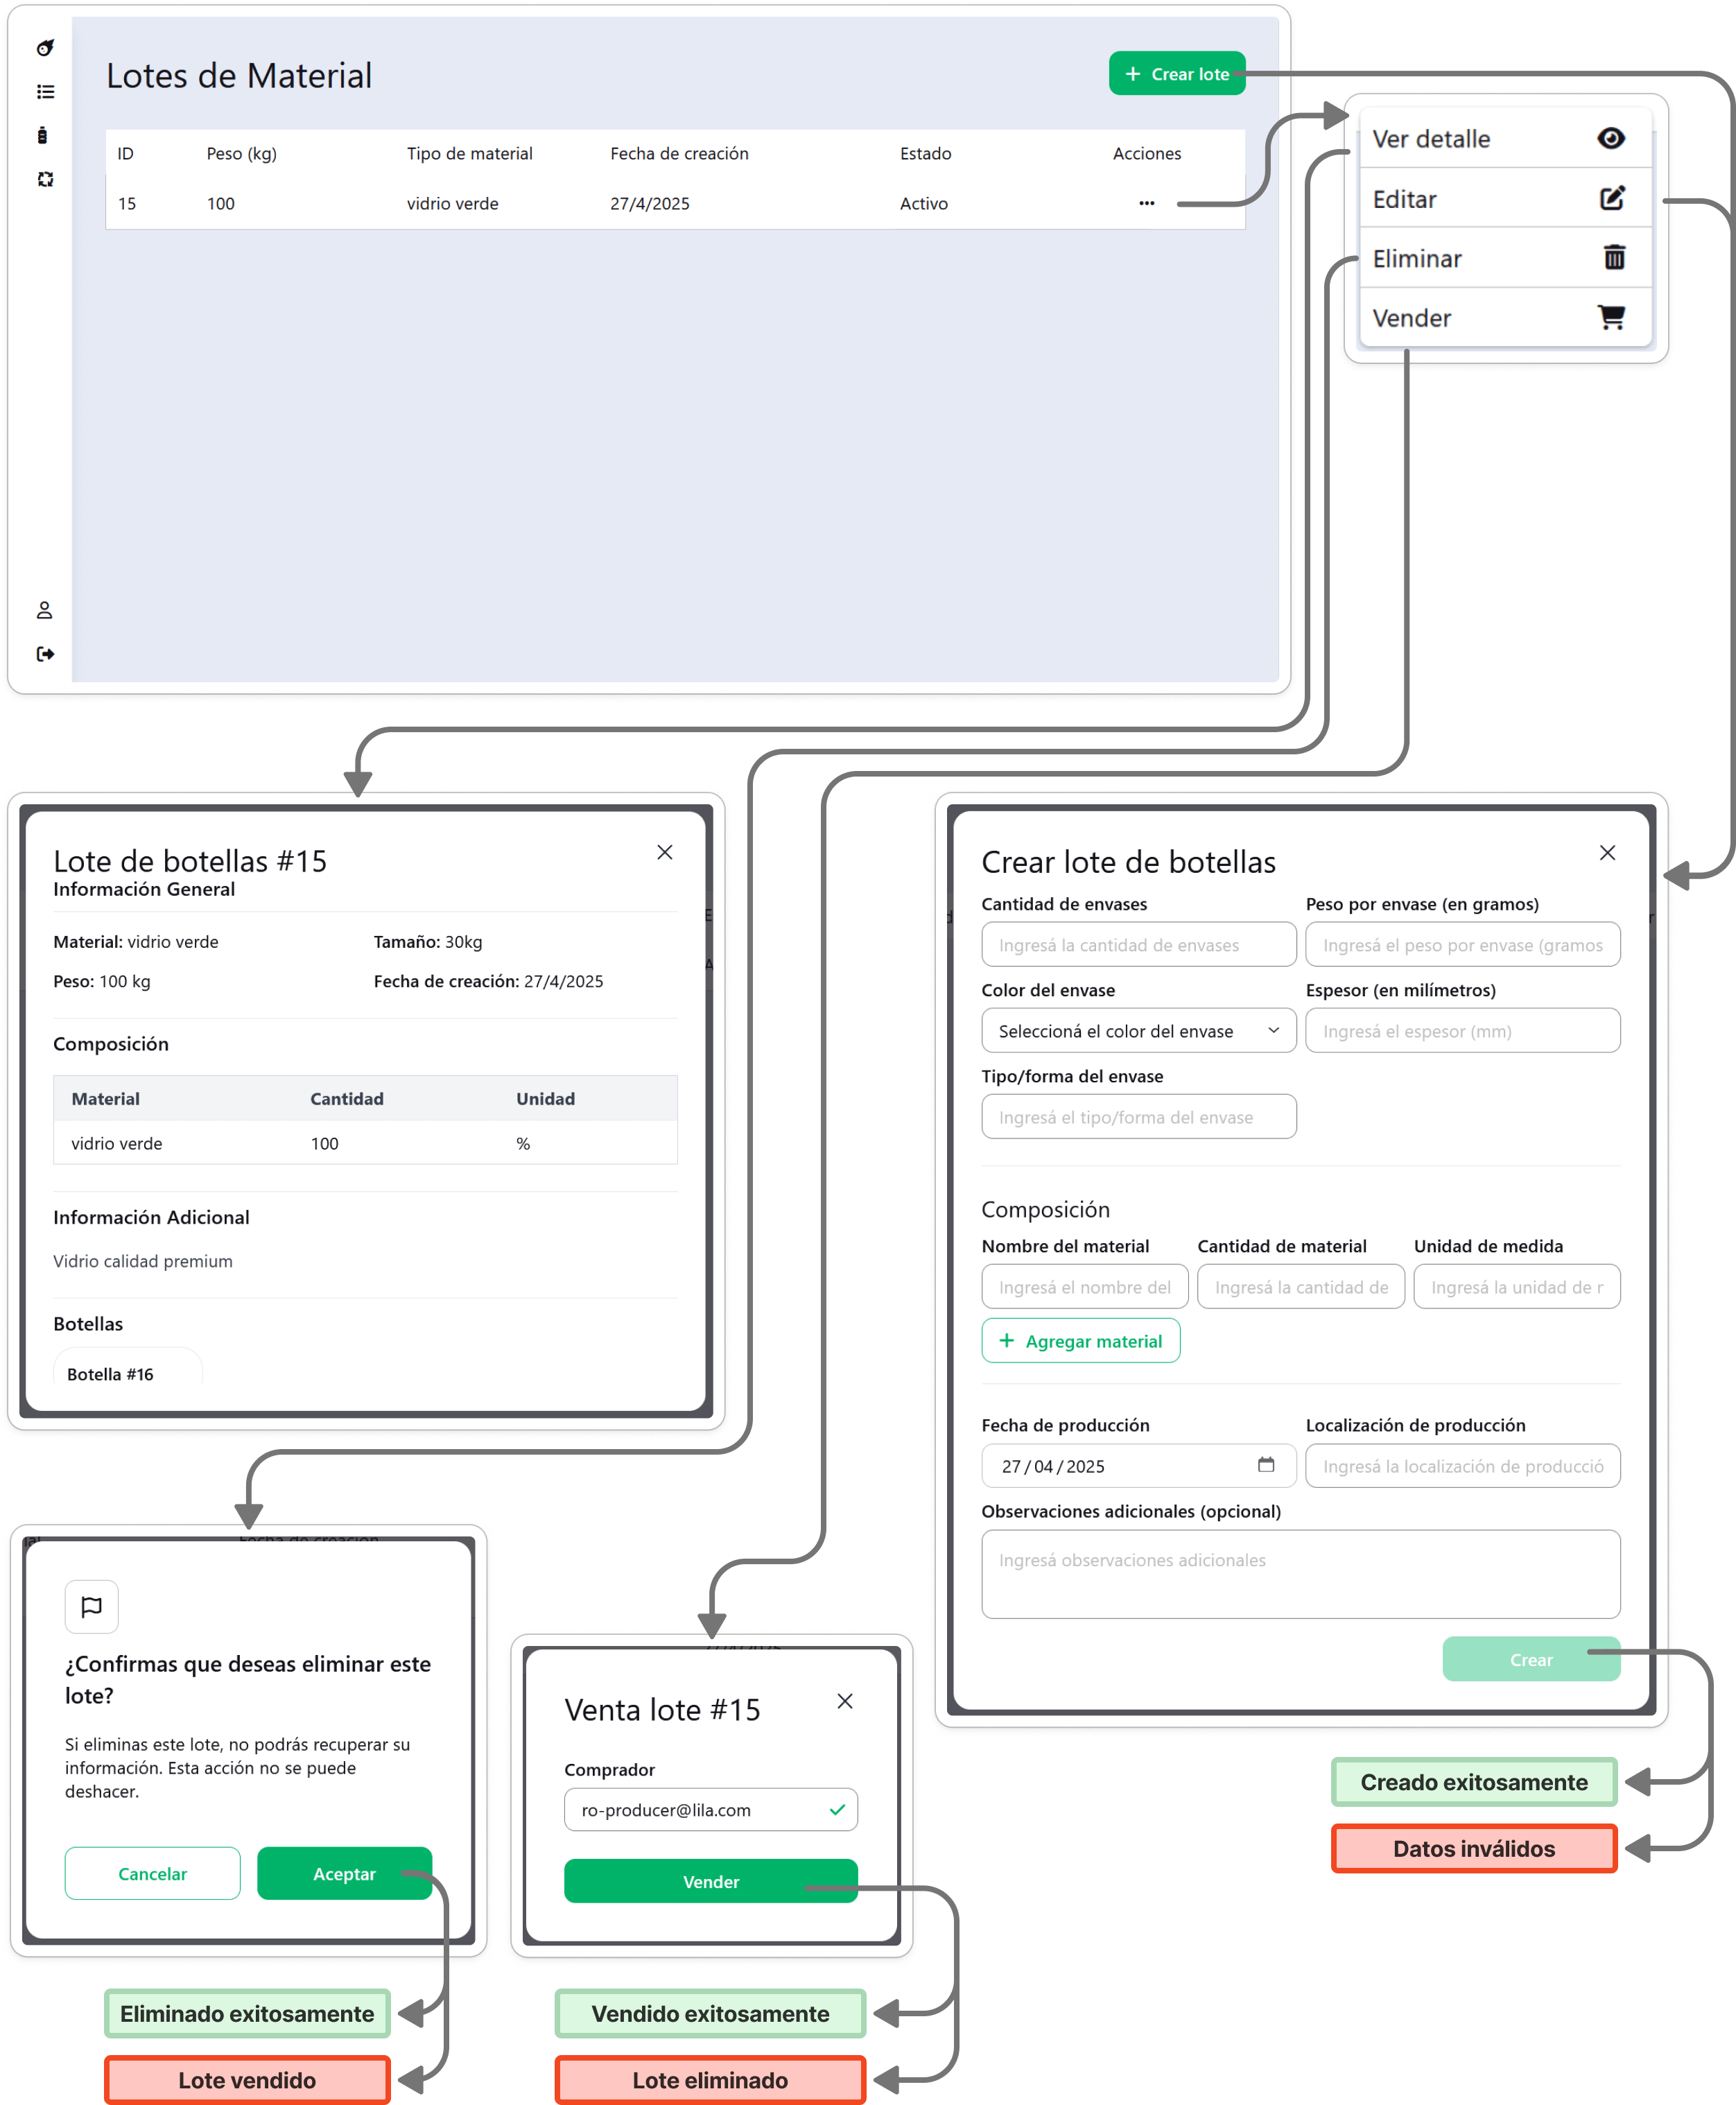 Lotes de Material
+ Crear lote
ID Peso (kg) Tipo de material Fecha de creación Estado Acciones
15 100 vidrio verde 27/4/2025 Activo ...
Ver detalle
Editar
Eliminar
Vender
Lote de botellas #15
Información General
Material: vidrio verde Tamaño: 30kg
Peso: 100 kg Fecha de creación: 27/4/2025
Composición
Material Cantidad Unidad
vidrio verde 100 %
Información Adicional
Vidrio calidad premium
Botellas
Botella #16
Crear lote de botellas
Cantidad de envases Peso por envase (en gramos)
Ingresá la cantidad de envases Ingresá el peso por envase (gramos
Color del envase Espesor (en milímetros)
Seleccioná el color del envase Ingresá el espesor (mm)
Tipo/forma del envase
Ingresá el tipo/forma del envase
Composición
Nombre del material Cantidad de material Unidad de medida
Ingresá el nombre del Ingresá la cantidad de Ingresá la unidad de r
+ Agregar material
Fecha de producción Localización de producción
27/04/2025 Ingresá la localización de producció
Observaciones adicionales (opcional)
Ingresá observaciones adicionales
Crear
Creado exitosamente
Datos inválidos
Fecha de creación
¿Confirmas que deseas eliminar este
lote?
Si eliminas este lote, no podrás recuperar su
información. Esta acción no se puede
deshacer.
Cancelar Aceptar
Eliminado exitosamente
Lote vendido
Venta lote #15
Comprador
ro-producer@lila.com
Vender
Vendido exitosamente
Lote eliminado